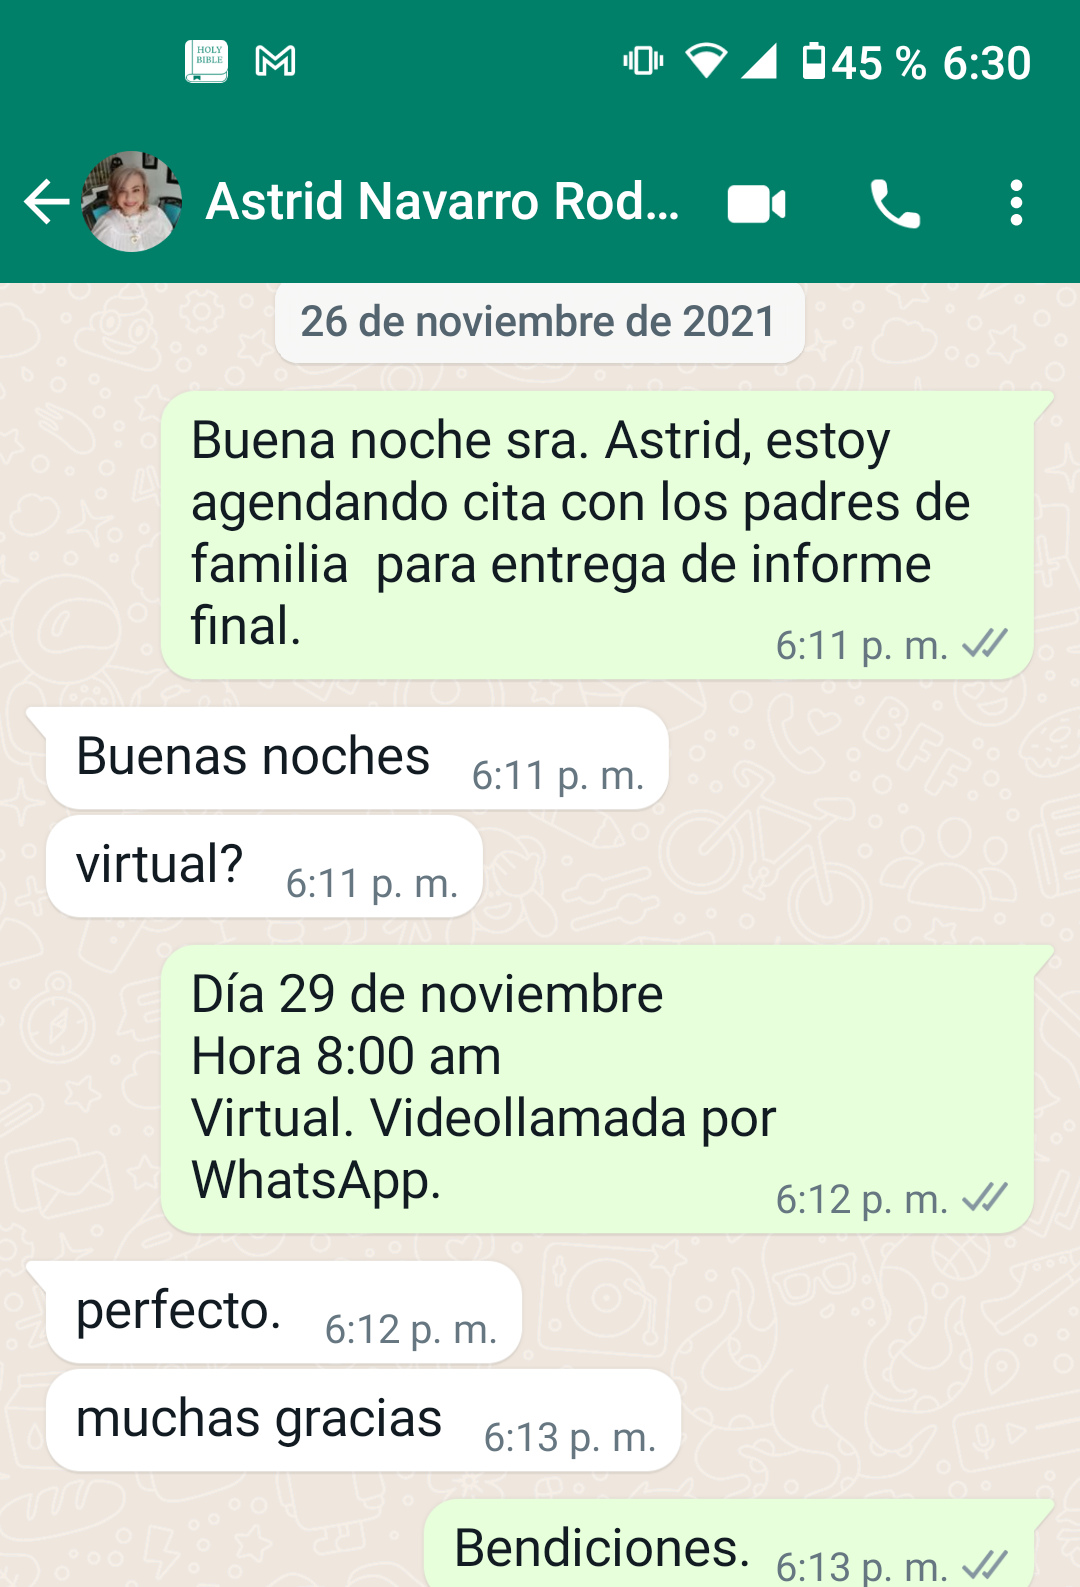 HOLY
BIBLE
45 % 6:30
Astrid Navarro Rod...
26 de noviembre de 2021
Buena noche sra. Astrid, estoy
agendando cita con los padres de
familia  para entrega de informe
final.
6:11 p. m.
Buenas noches 6:11 p. m.
virtual? 6:11 p. m.
Día 29 de noviembre
Hora 8:00 am
Virtual. Videollamada por
WhatsApp.
6:12 p. m.
perfecto. 6:12 p. m.
muchas gracias 6:13 p. m.
Bendiciones. 6:13 p. m.